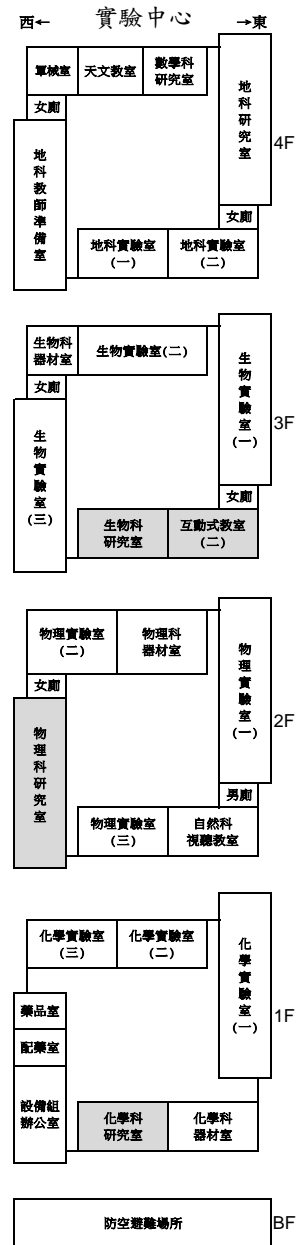 實驗中心
西← →東
軍械室 天文教室 數學科
研究室
地科研究室
女廁
地科教師準備室
4F
女廁
地科實驗室
(一)
地科實驗室
(二)
生物科
器材室
生物實驗室(二)
生物實驗室(一)
女廁
生物實驗室(三)
3F
女廁
生物科
研究室
互動式教室
(二)
物理實驗室
(二)
物理科
器材室
物理實驗室(一)
女廁
物理科研究室
2F
男廁
物理實驗室
(三)
自然科
視聽教室
化學實驗室
(三)
化學實驗室
(二)
化學實驗室(一)
藥品室
1F
配藥室
設備組
辦公室
化學科
研究室
化學科
器材室
防空避難場所
BF